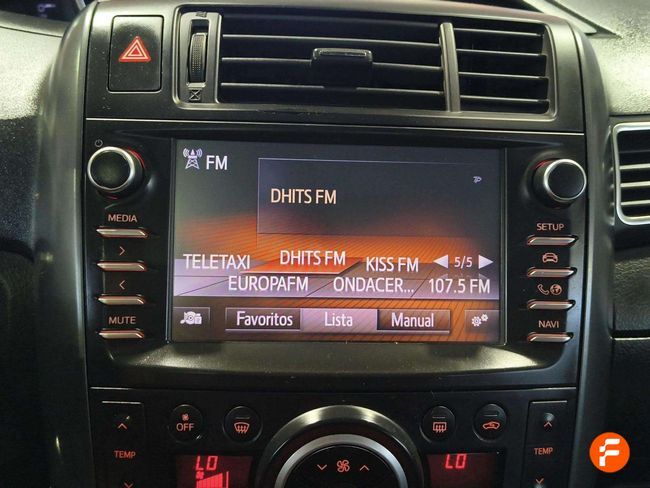 FM
DHITS FM
TP
MEDIA
SETUP
TELETAXI DHITS FM KISS FM 5/5
EUROPAFM ONDACER... 107.5 FM
Favoritos Lista Manual
MUTE
NAVI
OFF
TEMP
TEMP
LO
LO
F